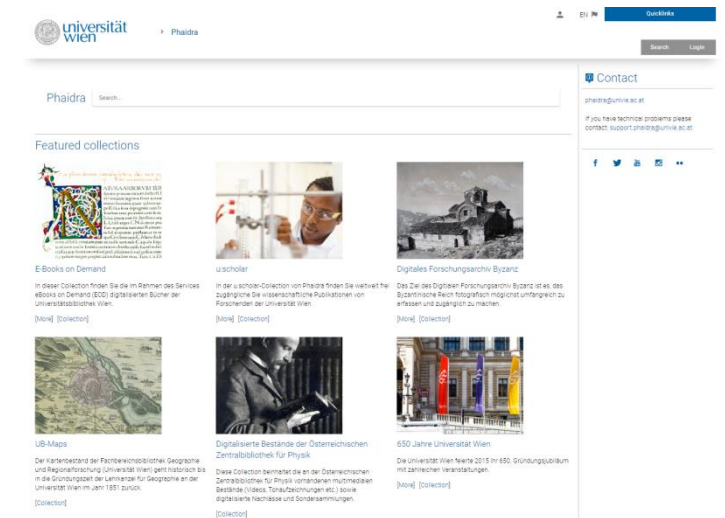 universität
wien
Phaidra
EN
Quicklinks
Search
Login
Phaidra
Search...
Contact
phaidra@univie.ac.at
If you have technical problems please
contact: support.phaidra@univie.ac.at
Featured collections
E-Books on Demand
In dieser Collection finden Sie die im Rahmen des Services
eBooks on Demand (EOD) digitalisierten Bücher der
Universitätsbibliothek Wien.
[More] [Collection]
u:scholar
In der u:scholar-Collection von Phaidra finden Sie weltweit frei
zugängliche Sie wissenschaftliche Publikationen von
Forschenden der Universität Wien.
[More] [Collection]
Digitales Forschungsarchiv Byzanz
Das Ziel des Digitalen Forschungsarchiv Byzanz ist es, das
Byzantinische Reich fotografisch möglichst umfangreich zu
erfassen und zugänglich zu machen.
[More] [Collection]
UB-Maps
Der Kartenbestand der Fachbereichsbibliothek Geographie
und Regionalforschung (Universität Wien) geht historisch bis
in die Gründungszeit der Lehrkanzel für Geographie an der
Universität Wien im Jahr 1851 zurück.
[Collection]
Digitalisierte Bestände der Österreichischen
Zentralbibliothek für Physik
Diese Collection beinhaltet die an der Österreichischen
Zentralbibliothek für Physik vorhandenen multimedialen
Bestände (Videos, Tonaufzeichnungen etc.) sowie
digitalisierte Nachlässe und Sondersammlungen.
[Collection]
650 Jahre Universität Wien
Die Universität Wien feierte 2015 ihr 650. Gründungsjubiläum
mit zahlreichen Veranstaltungen.
[More] [Collection]